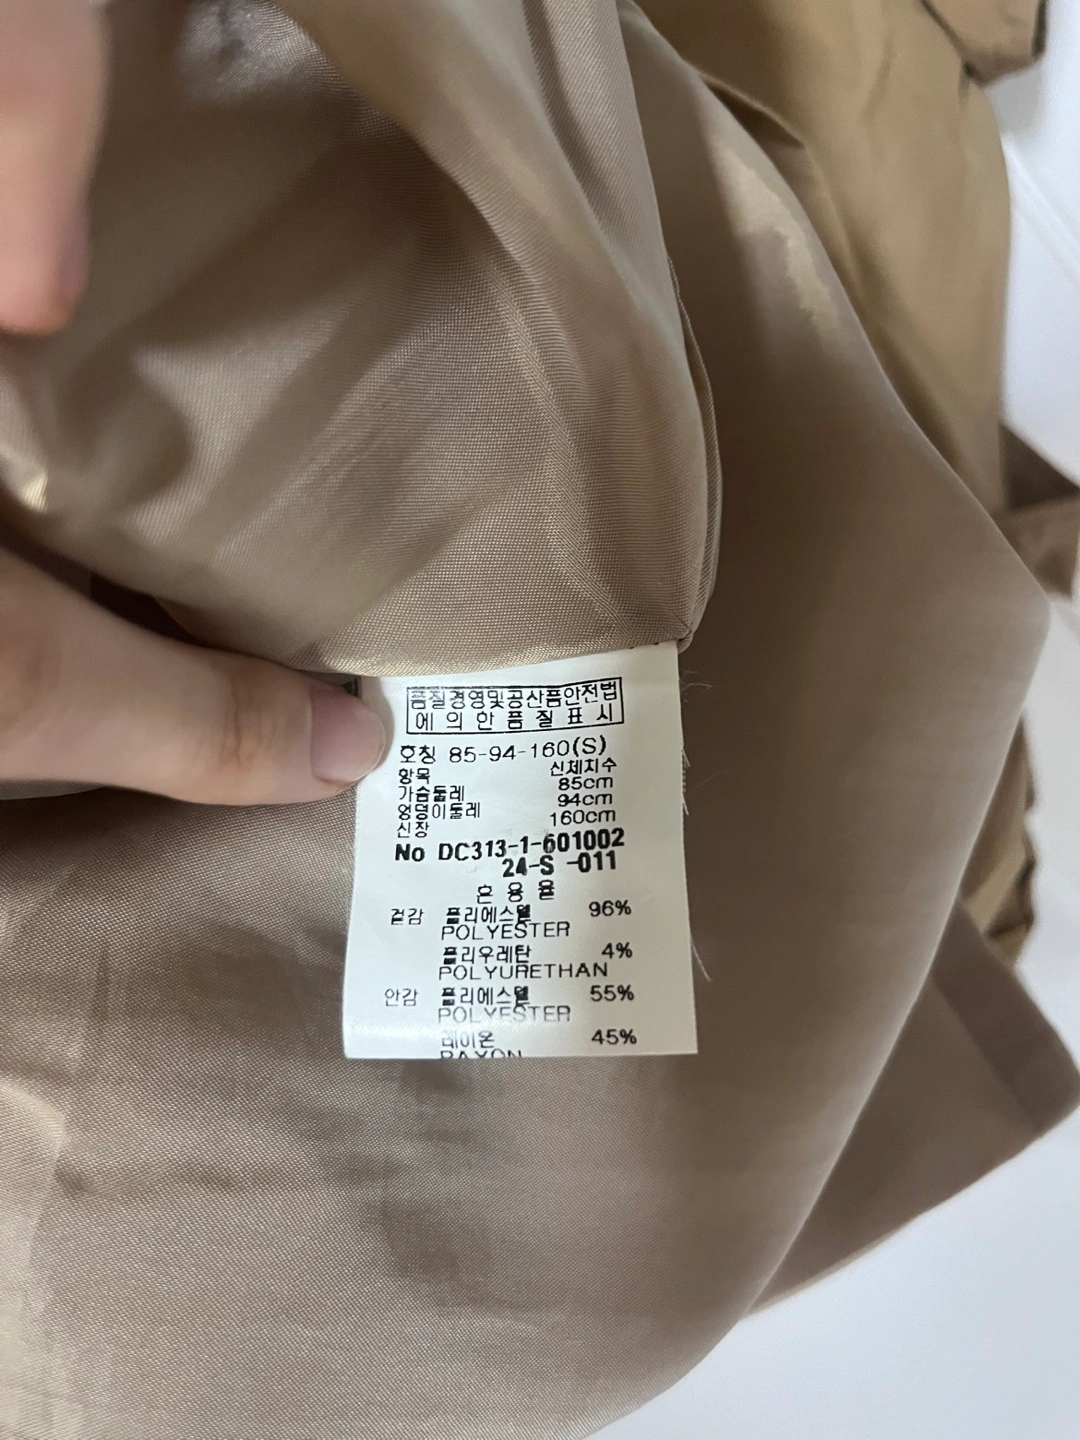 품질경영및공산품안전법
에 의 한 품 질 표 시
호칭 85-94-160(S)
항목 신체치수
가슴둘레 85cm
엉덩이둘레 94cm
신장 160cm
No DC313-1-601002
24-S -011
혼 용 율
겉감 폴리에스텔 96%
POLYESTER
폴리우레탄 4%
POLYURETHAN
안감 폴리에스텔 55%
POLYESTER
레이온 45%
RAYON